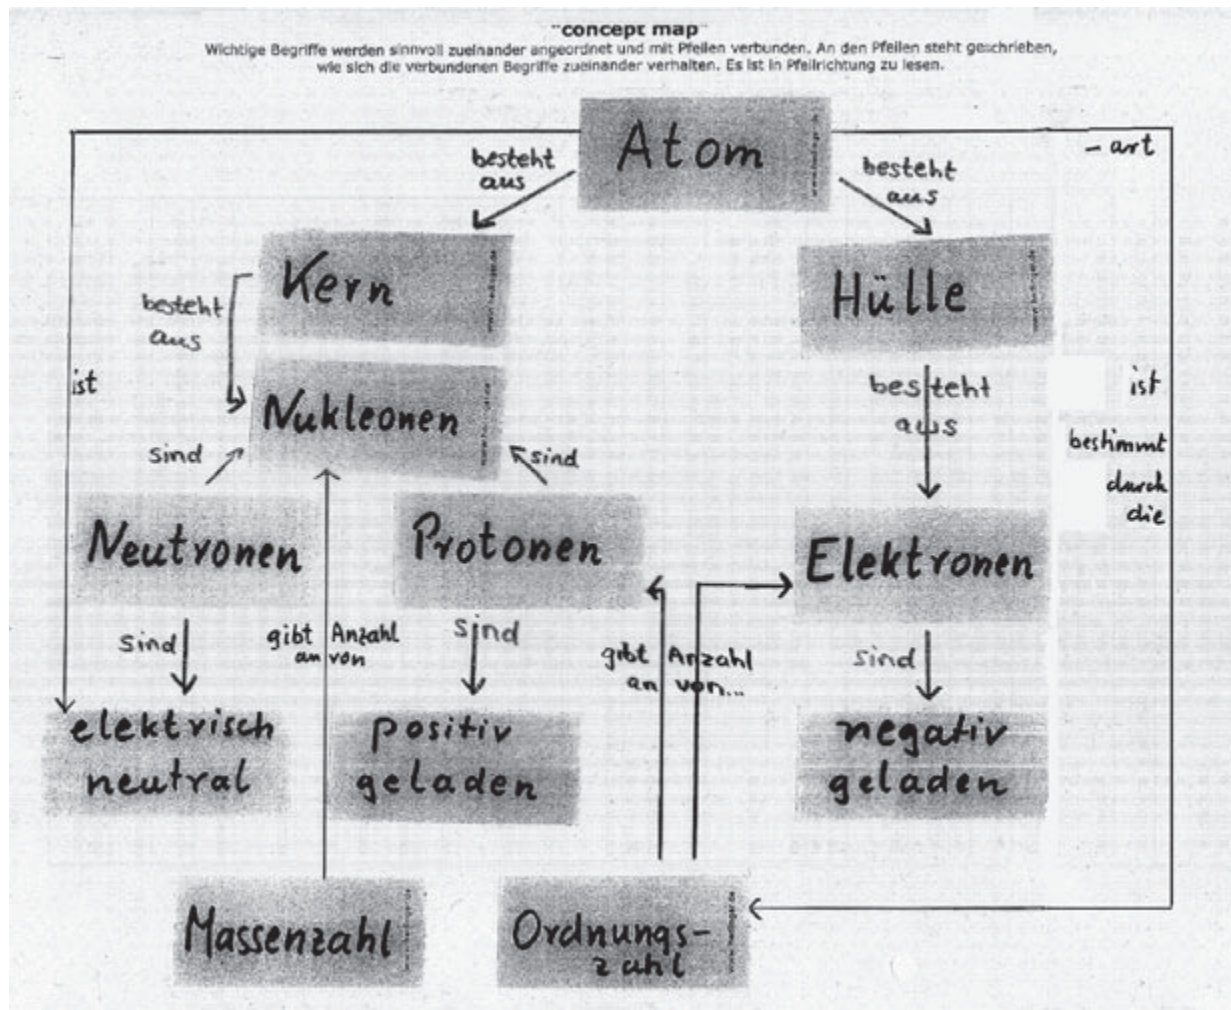 "concept map"
Wichtige Begriffe werden sinnvoll zueinander angeordnet und mit Pfeilen verbunden. An den Pfeilen steht geschrieben,
wie sich die verbundenen Begriffe zueinander verhalten. Es ist in Pfeilrichtung zu lesen.
Atom
- art
besteht
aus
besteht
aus
Kern
Hülle
besteht
aus
ist
Nukleonen
besteht
aus
ist
bestimmt
durch
die
sind
sind
Neutronen
Protonen
Elektronen
sind
gibt Anzahl
an von
sind
gibt Anzahl
an von...
sind
elektrisch
neutral
positiv
geladen
negativ
geladen
Massenzahl
Ordnungs-
zahl